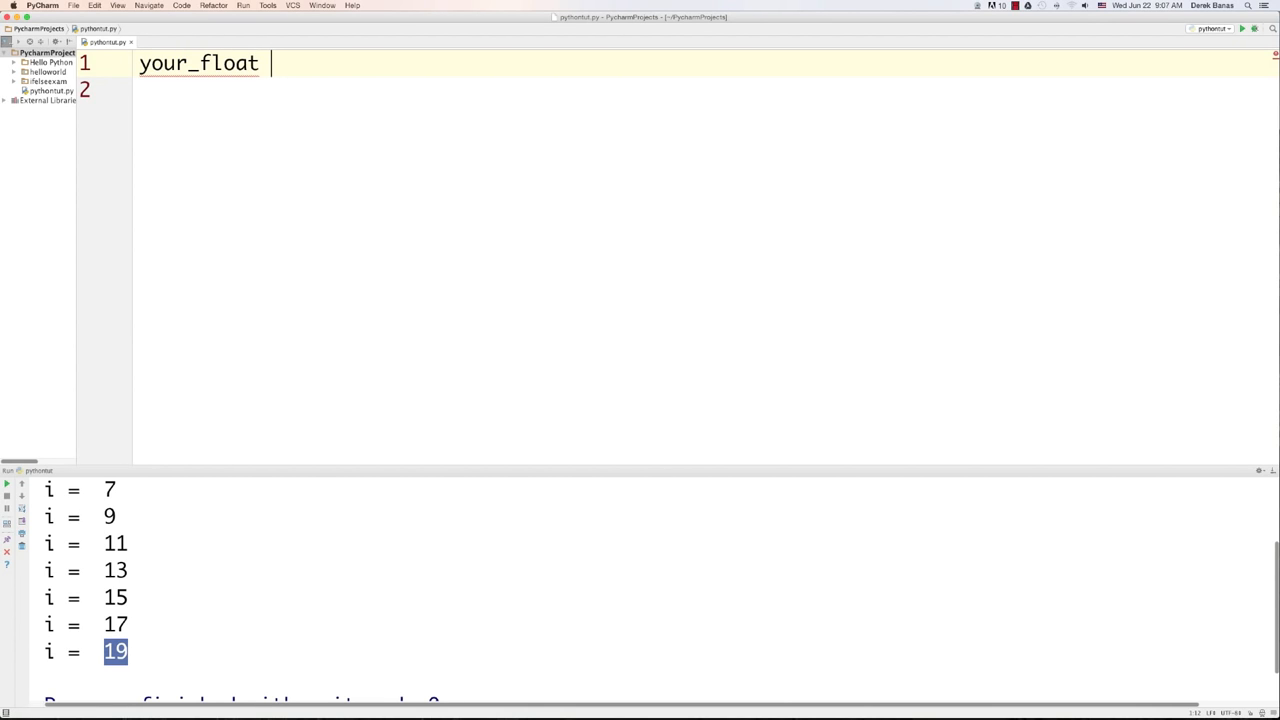 PyCharm File Edit View Navigate Code Refactor Run Tools VCS Window Help 10 Wed Jun 22 9:07 AM Derek Banas
pythontut.py - PycharmProjects - [~/PycharmProjects]
PycharmProjects pythontut.py pythontut
pythontut.py
PycharmProject
Hello Python
helloworld
ifelseexam
pythontut.py
External Librarie
1 your_float
2
Run pythontut
i = 7
i = 9
i = 11
i = 13
i = 15
i = 17
i = 19
1:12 LF UTF-8